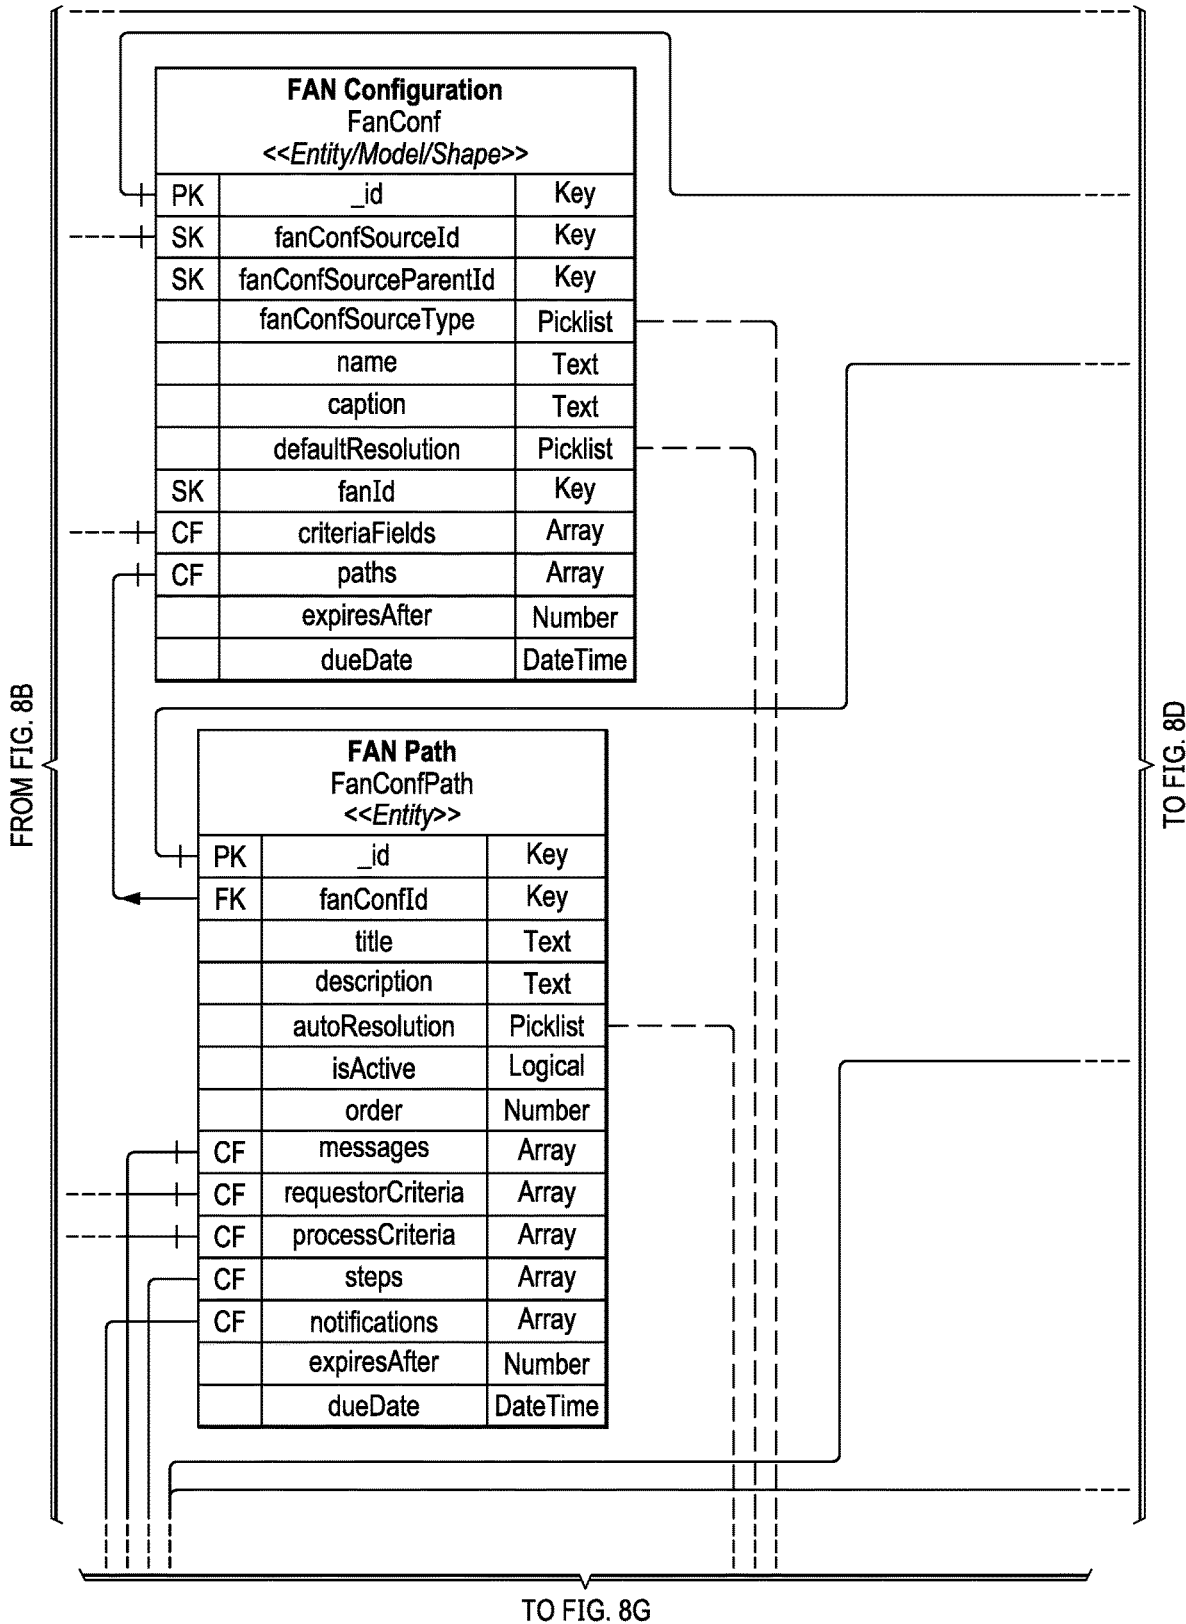 FAN Configuration
FanConf
<<Entity/Model/Shape>>
PK _id Key
SK fanConfSourceId Key
SK fanConfSourceParentId Key
fanConfSourceType Picklist
name Text
caption Text
defaultResolution Picklist
SK fanId Key
CF criteriaFields Array
CF paths Array
expiresAfter Number
dueDate DateTime
FROM FIG. 8B
TO FIG. 8D
FAN Path
FanConfPath
<<Entity>>
PK _id Key
FK fanConfId Key
title Text
description Text
autoResolution Picklist
isActive Logical
order Number
CF messages Array
CF requestorCriteria Array
CF processCriteria Array
CF steps Array
CF notifications Array
expiresAfter Number
dueDate DateTime
TO FIG. 8G